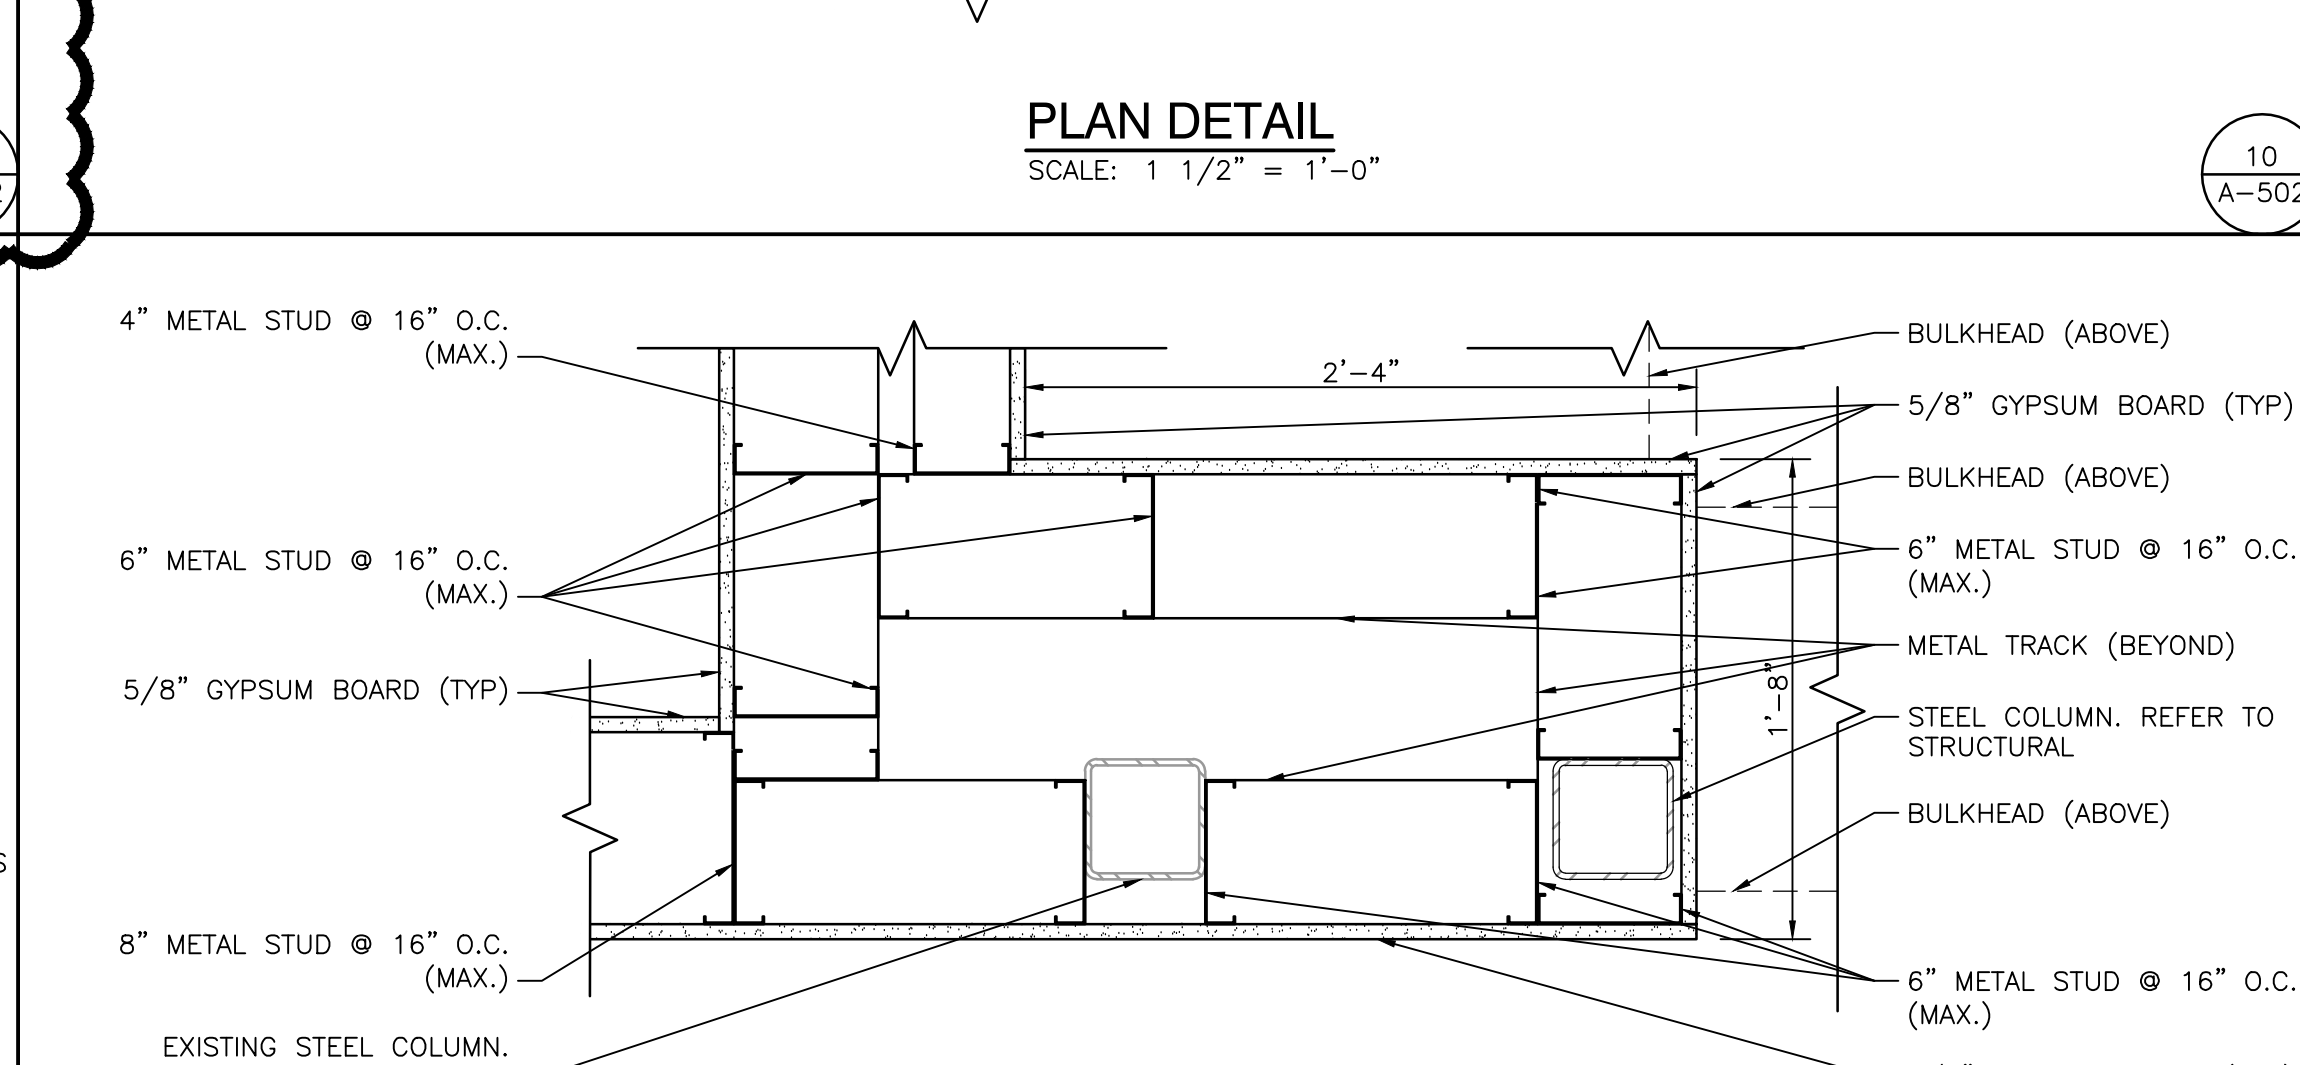 PLAN DETAIL
SCALE: 1 1/2" = 1'-0"
10
A-502
4" METAL STUD @ 16" O.C.
(MAX.)
6" METAL STUD @ 16" O.C.
(MAX.)
5/8" GYPSUM BOARD (TYP)
8" METAL STUD @ 16" O.C.
(MAX.)
EXISTING STEEL COLUMN.
2'-4"
1'-8"
BULKHEAD (ABOVE)
5/8" GYPSUM BOARD (TYP)
BULKHEAD (ABOVE)
6" METAL STUD @ 16" O.C.
(MAX.)
METAL TRACK (BEYOND)
STEEL COLUMN. REFER TO
STRUCTURAL
BULKHEAD (ABOVE)
6" METAL STUD @ 16" O.C.
(MAX.)